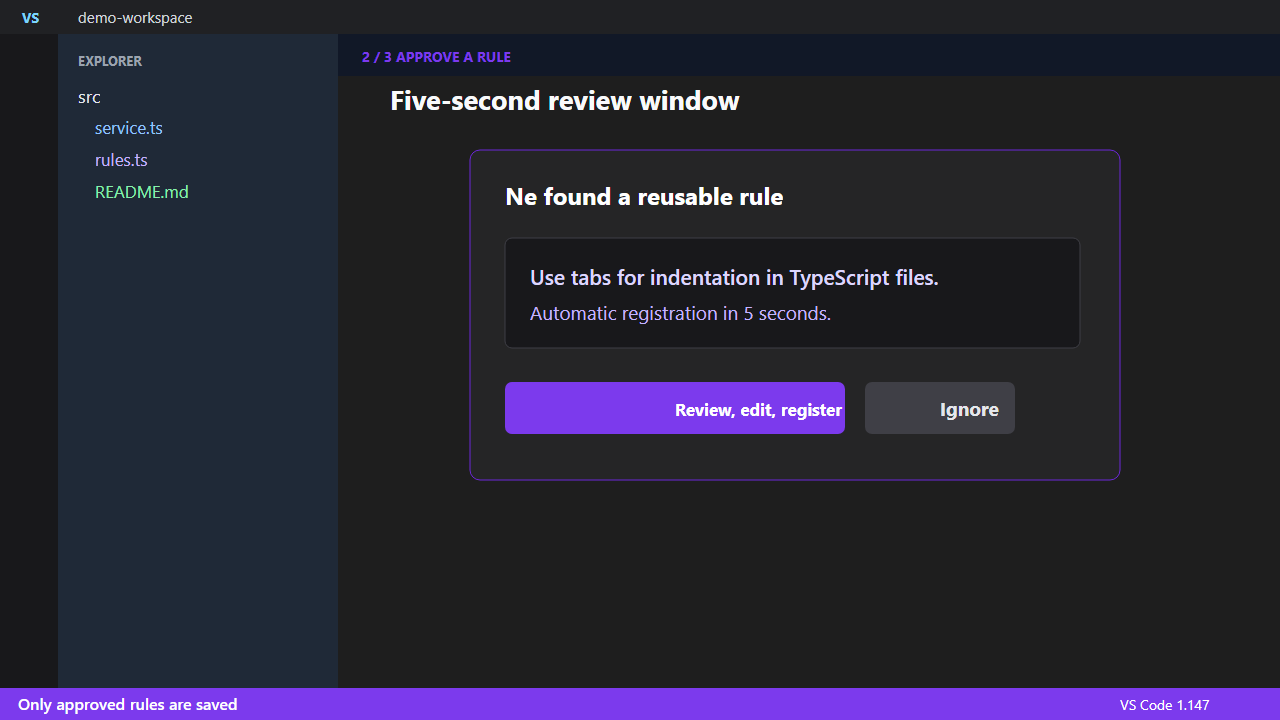 VS demo-workspace
EXPLORER
src
service.ts
rules.ts
README.md
2 / 3 APPROVE A RULE
Five-second review window
Ne found a reusable rule
Use tabs for indentation in TypeScript files.
Automatic registration in 5 seconds.
Review, edit, register
Ignore
Only approved rules are saved
VS Code 1.147